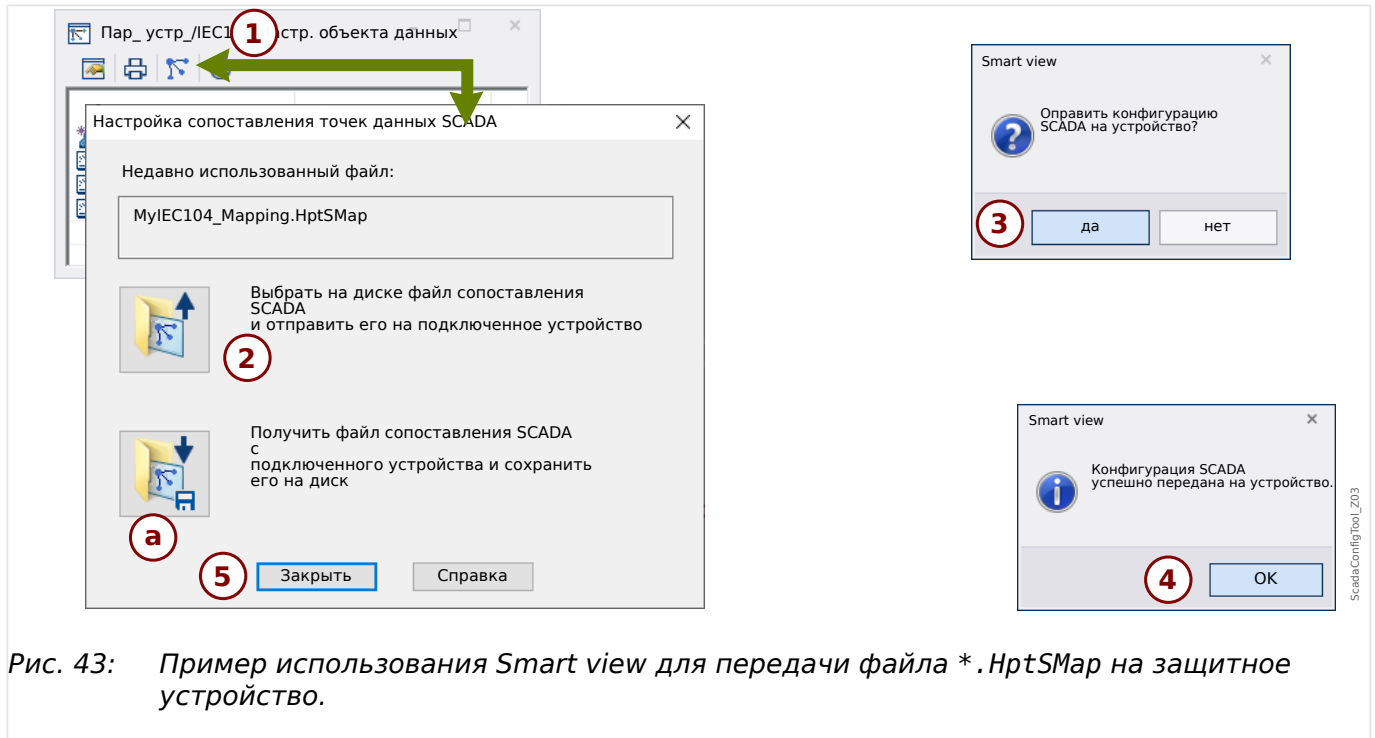 Пар_ устр_/IEC1 1 стр. объекта данных
Настройка сопоставления точек данных SCADA
Недавно использованный файл:
MyIEC104_Mapping.HptSMap
Выбрать на диске файл сопоставления
SCADA
и отправить его на подключенное устройство
2
Получить файл сопоставления SCADA
с
подключенного устройства и сохранить
его на диск
a
5
Закрыть
Справка
Smart view
Оправить конфигурацию
SCADA на устройство?
3
да
нет
Smart view
Конфигурация SCADA
успешно передана на устройство.
4
OK
ScadaConfigTool_Z03
Рис. 43: Пример использования Smart view для передачи файла *.HptSMap на защитное
устройство.